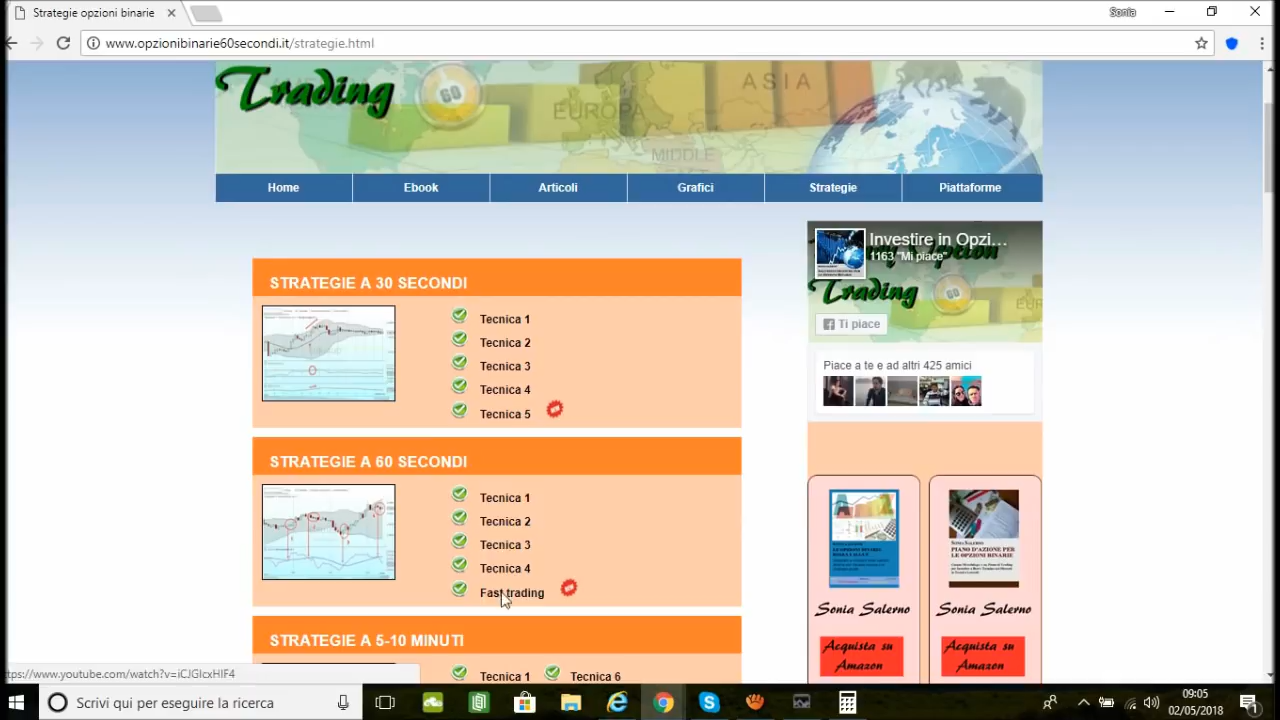 Strategie opzioni binarie
Sonia
www.opzionibinarie60secondi.it/strategie.html
Trading
60
EUROPA
ASIA
MIDDLE
EAST
Home
Ebook
Articoli
Grafici
Strategie
Piattaforme
STRATEGIE A 30 SECONDI
Tecnica 1
Tecnica 2
Tecnica 3
Tecnica 4
Tecnica 5
STRATEGIE A 60 SECONDI
Tecnica 1
Tecnica 2
Tecnica 3
Tecnica 4
Fast trading
STRATEGIE A 5-10 MINUTI
Tecnica 1
Tecnica 6
Investire in Opzi...
1163 "Mi piace"
Trading
Ti piace
Piace a te e ad altri 425 amici
SONIA SALERNO
PIANO D'AZIONE PER
LE OPZIONI BINARIE
Sonia Salerno
Acquista su
Amazon
Sonia Salerno
Acquista su
Amazon
ttps://www.youtube.com/watch?v=iCJGlcxHlF4
Scrivi qui per eseguire la ricerca
09:05
02/05/2018